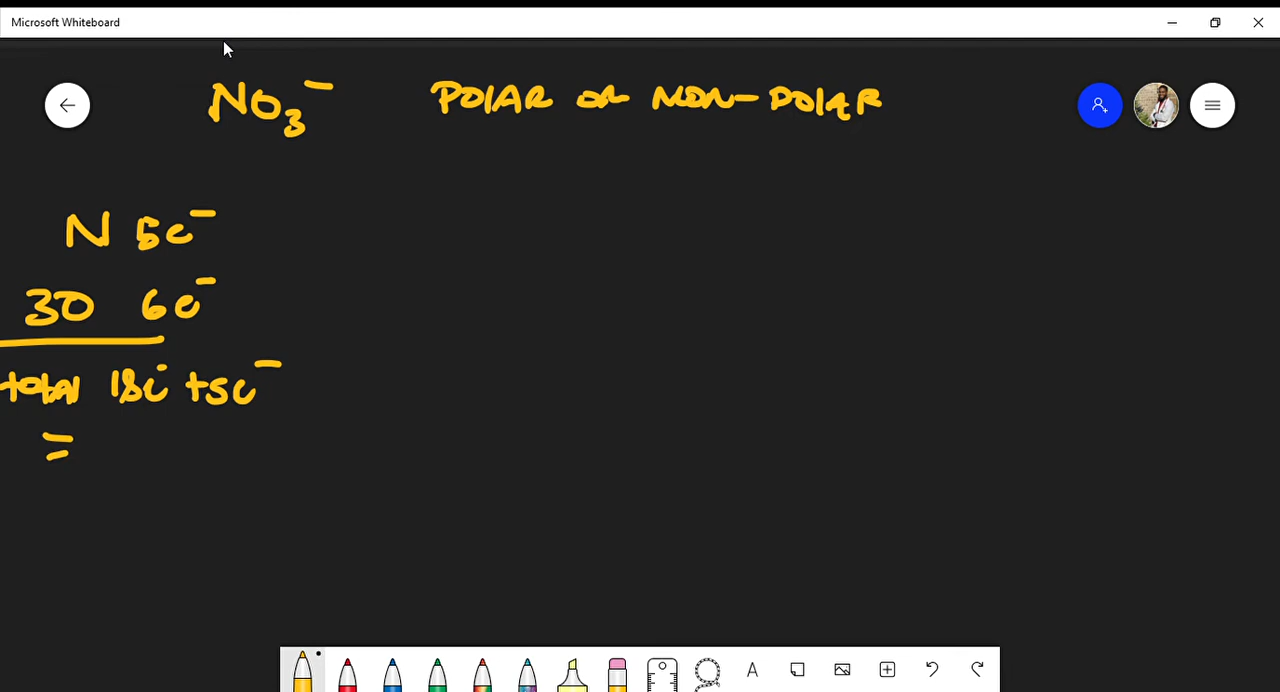 Microsoft Whiteboard
NO₃⁻ POLAR OR NON-POLAR
N 5e⁻
3O 6e⁻
total 18e⁻ +5e⁻
=
A